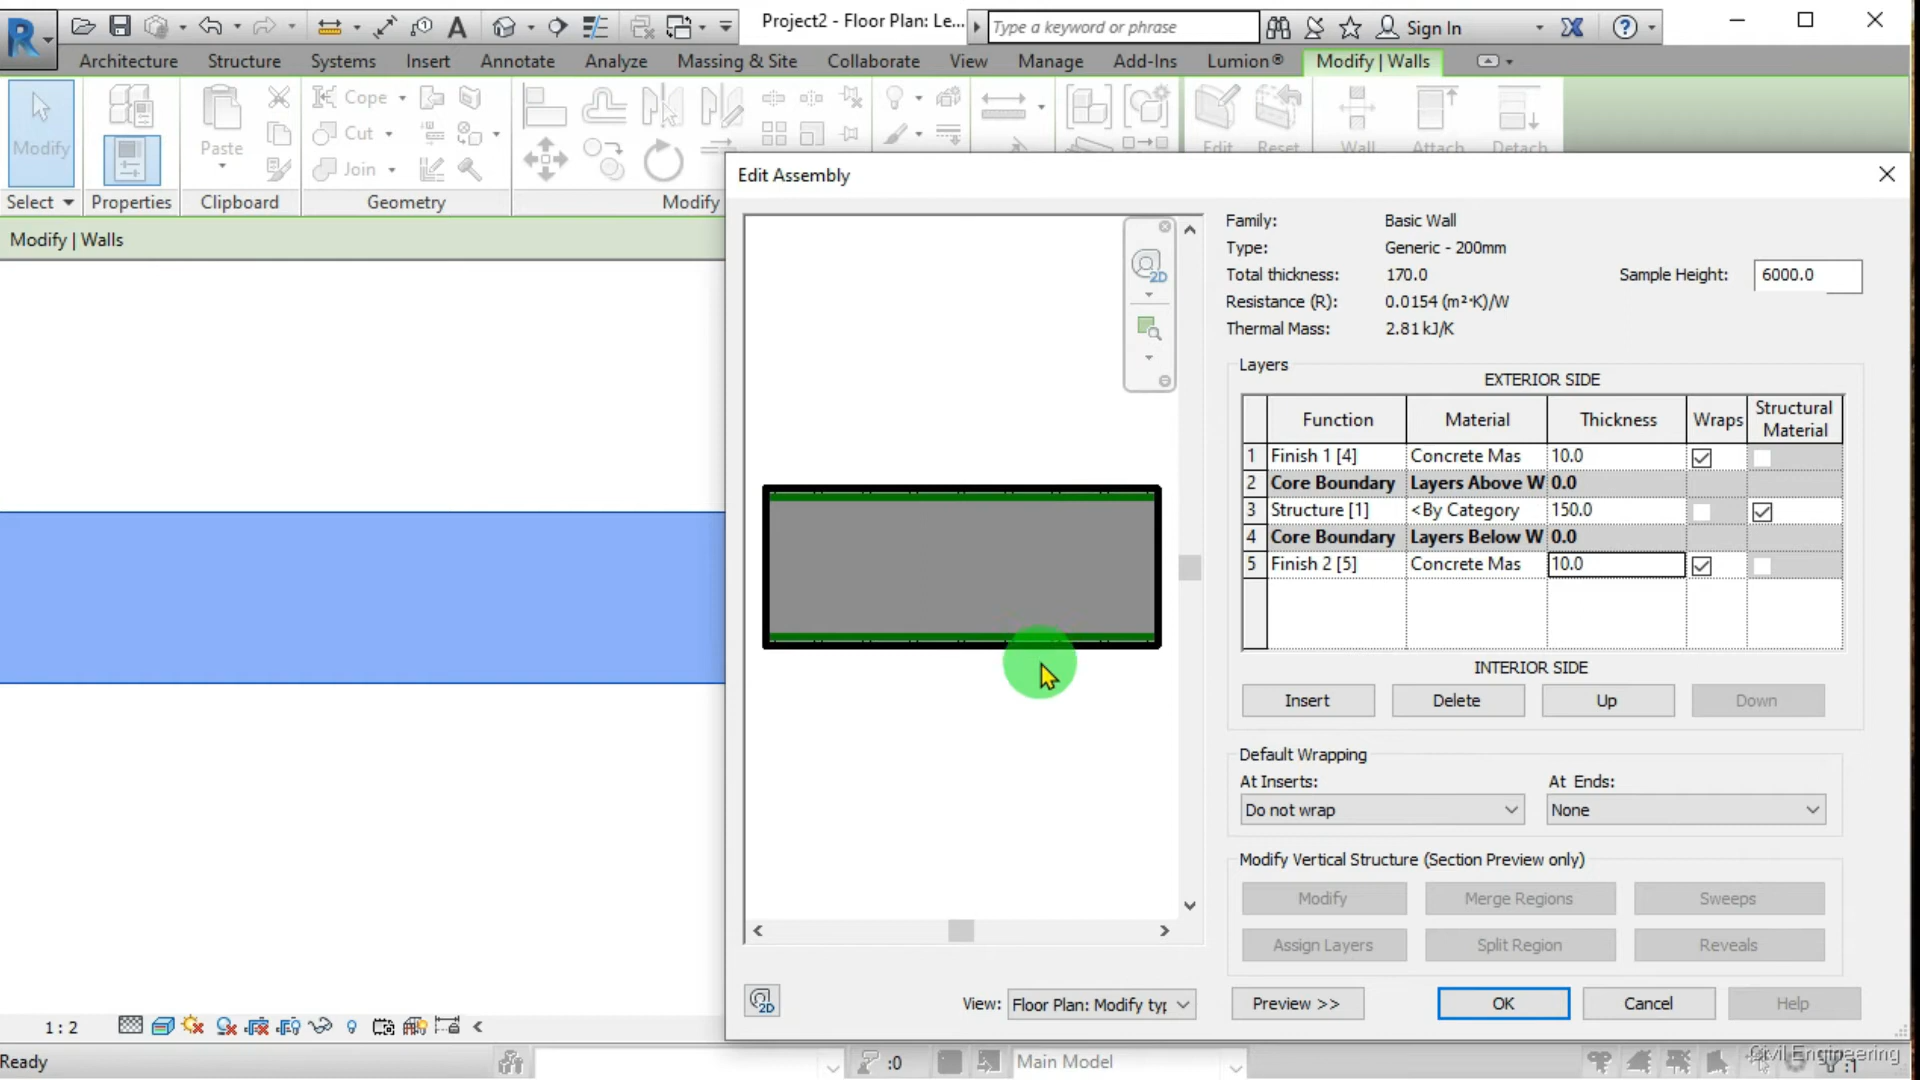 R
A
Project2 - Floor Plan: Le...
Type a keyword or phrase
Sign In
?
Architecture
Structure
Systems
Insert
Annotate
Analyze
Massing & Site
Collaborate
View
Manage
Add-Ins
Lumion®
Modify | Walls
Modify
Paste
Cope
Cut
Join
Edit
Reset
Wall
Attach
Detach
Select
Properties
Clipboard
Geometry
Modify
Modify | Walls
Edit Assembly
2D
Family:
Basic Wall
Type:
Generic - 200mm
Total thickness:
170.0
Sample Height:
6000.0
Resistance (R):
0.0154 (m²·K)/W
Thermal Mass:
2.81 kJ/K
Layers
EXTERIOR SIDE
Function Material Thickness Wraps Structural Material
1 Finish 1 [4] Concrete Mas 10.0
2 Core Boundary Layers Above W 0.0
3 Structure [1] <By Category 150.0
4 Core Boundary Layers Below W 0.0
5 Finish 2 [5] Concrete Mas 10.0
INTERIOR SIDE
Insert
Delete
Up
Down
Default Wrapping
At Inserts:
At Ends:
Do not wrap
None
Modify Vertical Structure (Section Preview only)
Modify
Merge Regions
Sweeps
Assign Layers
Split Region
Reveals
2D
View:
Floor Plan: Modify typ
Preview >>
OK
Cancel
Help
1 : 2
Ready
:0
Main Model
Civil Engineering
:1